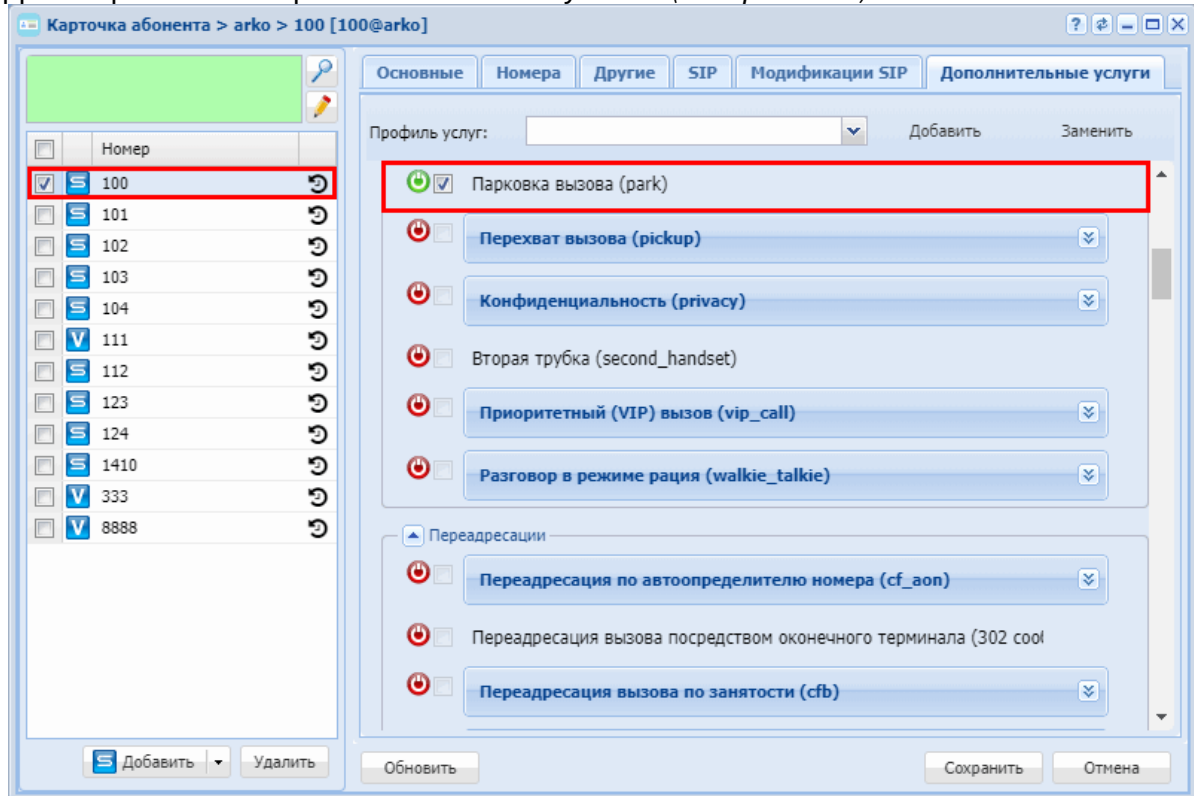 Карточка абонента > arko > 100 [100@arko]
Основные Номера Другие SIP Модификации SIP Дополнительные услуги
Профиль услуг: Добавить Заменить
Номер
100
101
102
103
104
111
112
123
124
1410
333
8888
Добавить Удалить
Парковка вызова (park)
Перехват вызова (pickup)
Конфиденциальность (privacy)
Вторая трубка (second_handset)
Приоритетный (VIP) вызов (vip_call)
Разговор в режиме рация (walkie_talkie)
Переадресации
Переадресация по автоопределителю номера (cf_aon)
Переадресация вызова посредством оконечного терминала (302 coo
Переадресация вызова по занятости (cfb)
Обновить Сохранить Отмена